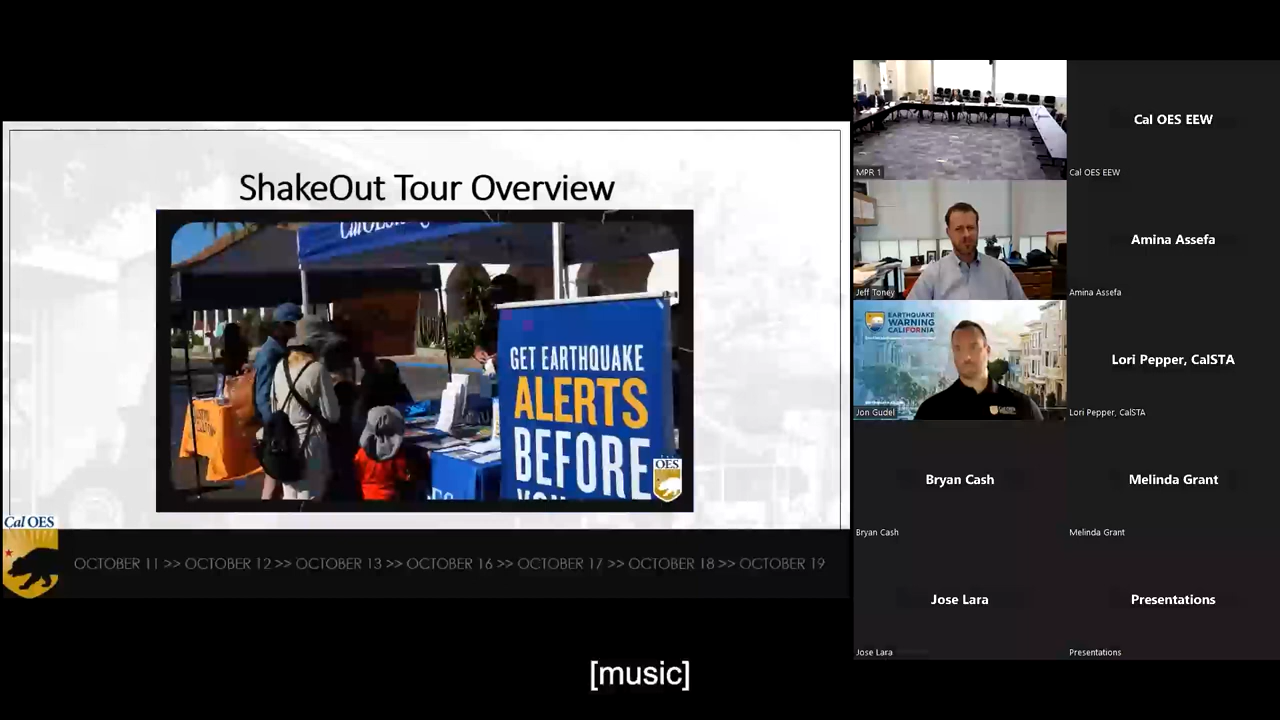 ShakeOut Tour Overview
GET EARTHQUAKE
ALERTS
BEFORE
OES
Cal OES
OCTOBER 11 >> OCTOBER 12 >> OCTOBER 13 >> OCTOBER 16 >> OCTOBER 17 >> OCTOBER 18 >> OCTOBER 19
MPR 1
Cal OES EEW
Cal OES EEW
Jeff Toney
Amina Assefa
Amina Assefa
EARTHQUAKE
WARNING
CALIFORNIA
Jon Gudel
Lori Pepper, CalSTA
Lori Pepper, CalSTA
Bryan Cash
Bryan Cash
Melinda Grant
Melinda Grant
Jose Lara
Jose Lara
Presentations
Presentations
[music]